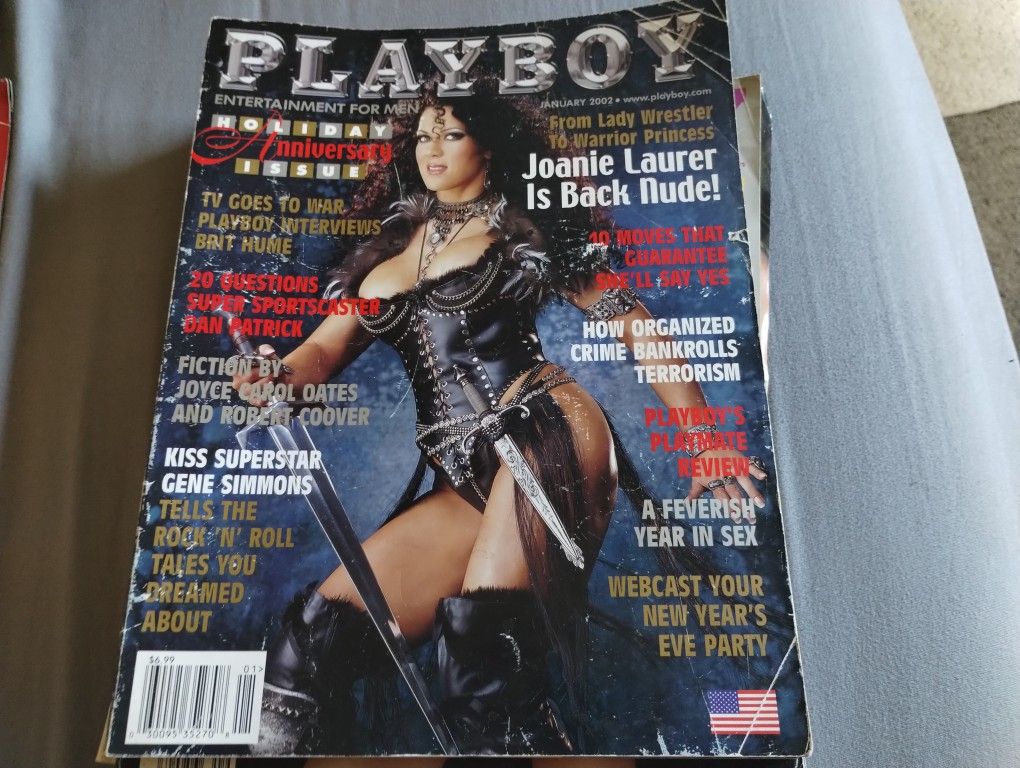 PLAYBOY
ENTERTAINMENT FOR MEN
JANUARY 2002 • www.playboy.com
HOLIDAY
Anniversary
ISSUE
From Lady Wrestler
To Warrior Princess
Joanie Laurer
Is Back Nude!
TV GOES TO WAR
PLAYBOY INTERVIEWS
BRIT HUME
20 QUESTIONS
SUPER SPORTSCASTER
DAN PATRICK
FICTION BY
JOYCE CAROL OATES
AND ROBERT COOVER
KISS SUPERSTAR
GENE SIMMONS
TELLS THE
ROCK 'N' ROLL
TALES YOU
DREAMED
ABOUT
10 MOVES THAT
GUARANTEE
SHE'LL SAY YES
HOW ORGANIZED
CRIME BANKROLLS
TERRORISM
PLAYBOY'S
PLAYMATE
REVIEW
A FEVERISH
YEAR IN SEX
WEBCAST YOUR
NEW YEAR'S
EVE PARTY
$6.99
01>
0 30095 35270 8